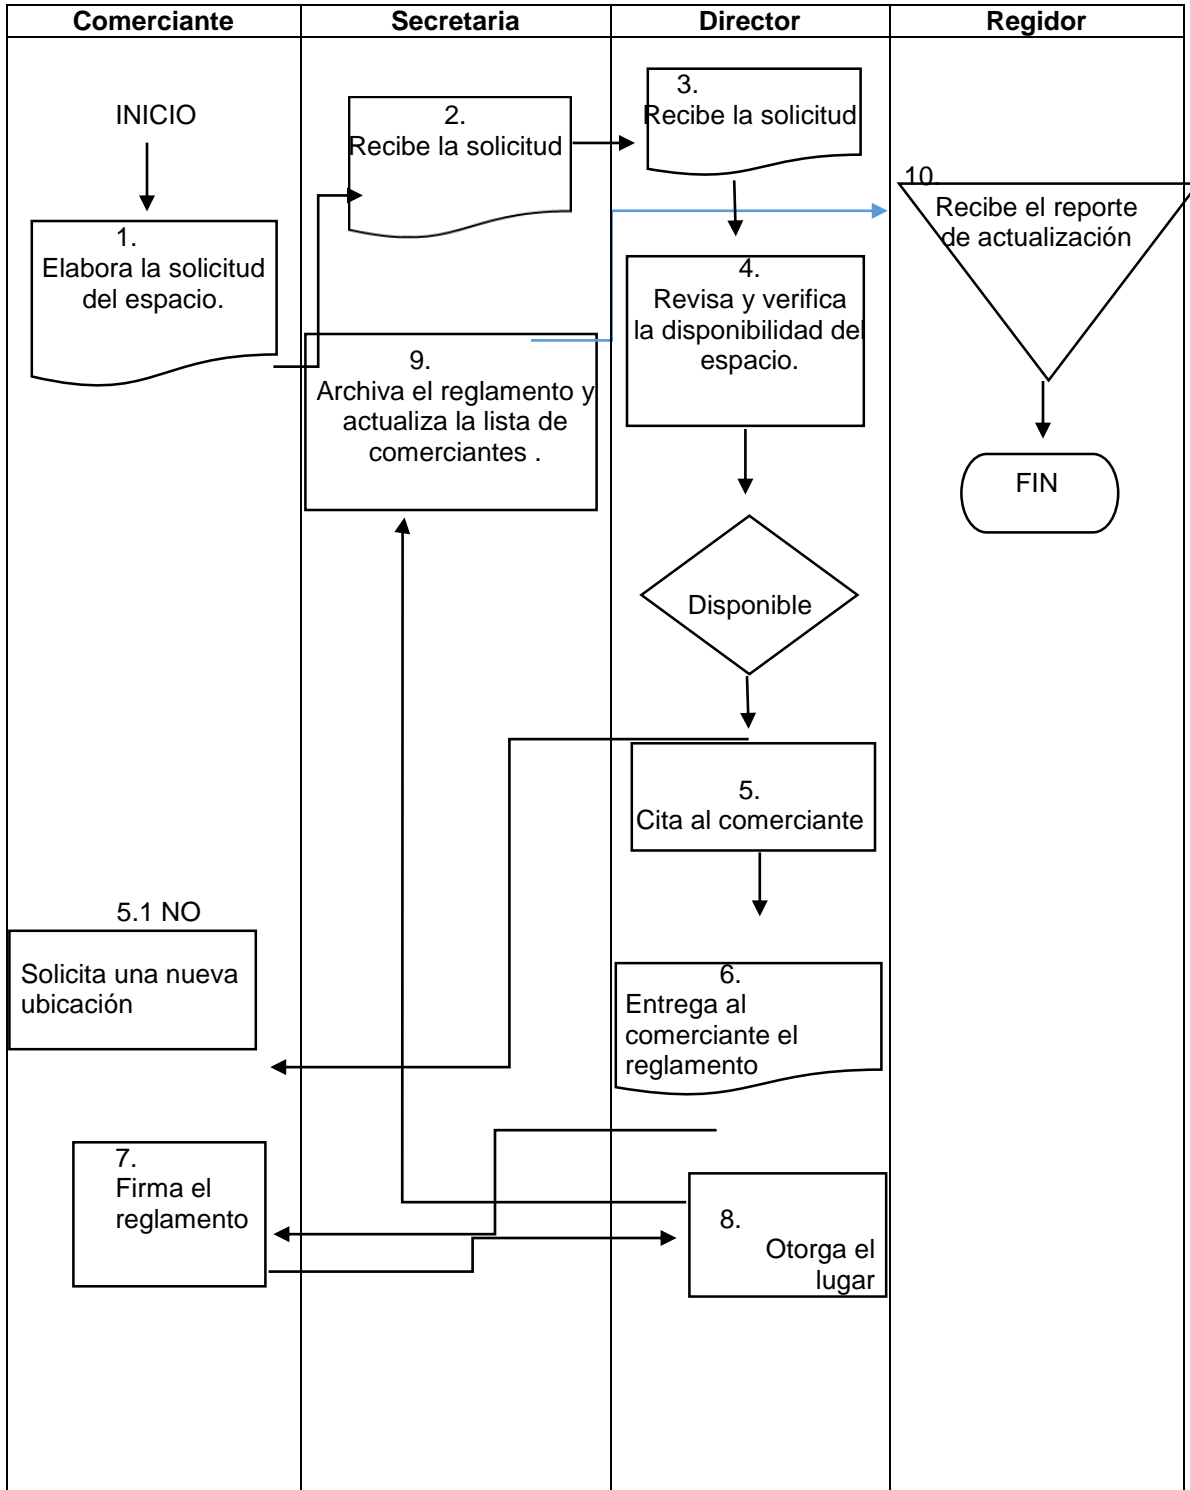 Comerciante
Secretaria
Director
Regidor
INICIO
1.
Elabora la solicitud
del espacio.
2.
Recibe la solicitud
3.
Recibe la solicitud
4.
Revisa y verifica
la disponibilidad del
espacio.
Disponible
5.
Cita al comerciante
5.1 NO
Solicita una nueva
ubicación
6.
Entrega al
comerciante el
reglamento
7.
Firma el
reglamento
8.
Otorga el
lugar
9.
Archiva el reglamento y
actualiza la lista de
comerciantes .
10.
Recibe el reporte
de actualización
FIN